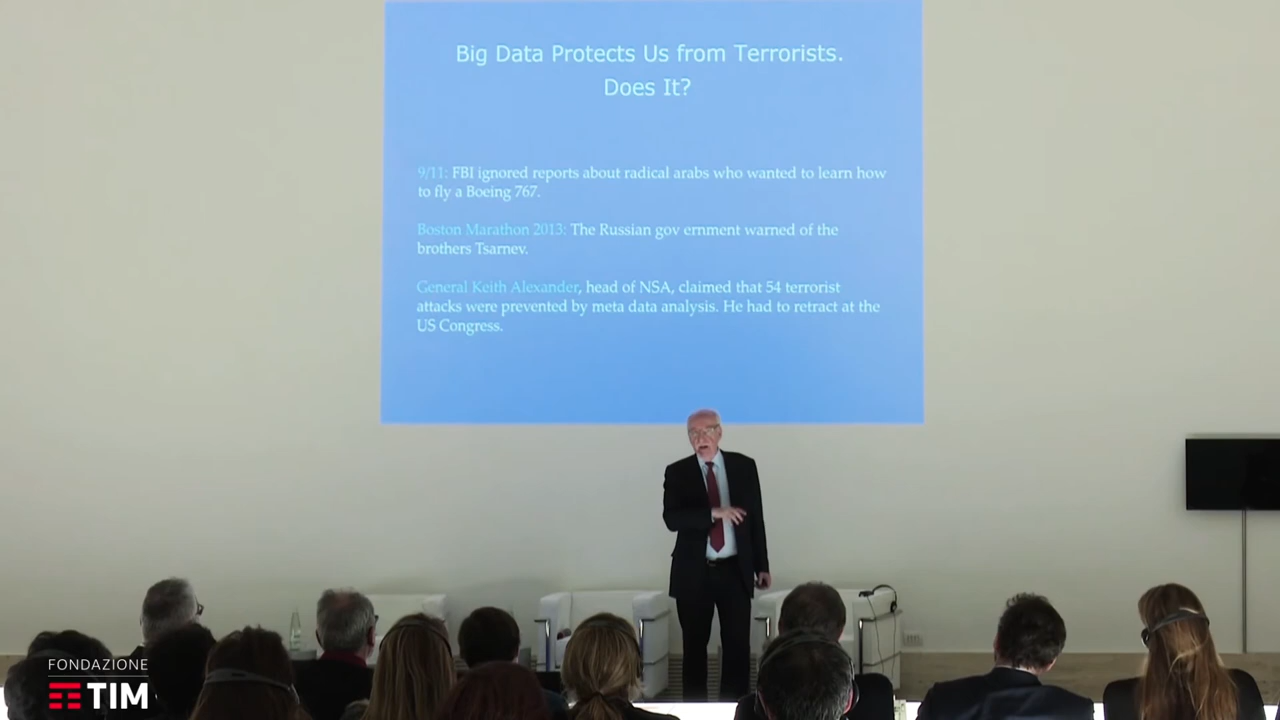 Big Data Protects Us from Terrorists.
Does It?
9/11: FBI ignored reports about radical arabs who wanted to learn how
to fly a Boeing 767.
Boston Marathon 2013: The Russian gov ernment warned of the
brothers Tsarnev.
General Keith Alexander, head of NSA, claimed that 54 terrorist
attacks were prevented by meta data analysis. He had to retract at the
US Congress.
FONDAZIONE
TIM